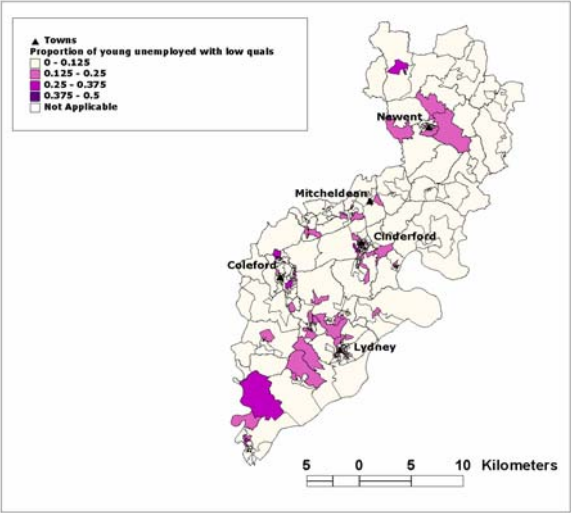 Towns
Proportion of young unemployed with low quals
0 - 0.125
0.125 - 0.25
0.25 - 0.375
0.375 - 0.5
Not Applicable
Newent
Mitcheldean
Cinderford
Coleford
Lydney
5 0 5 10 Kilometers